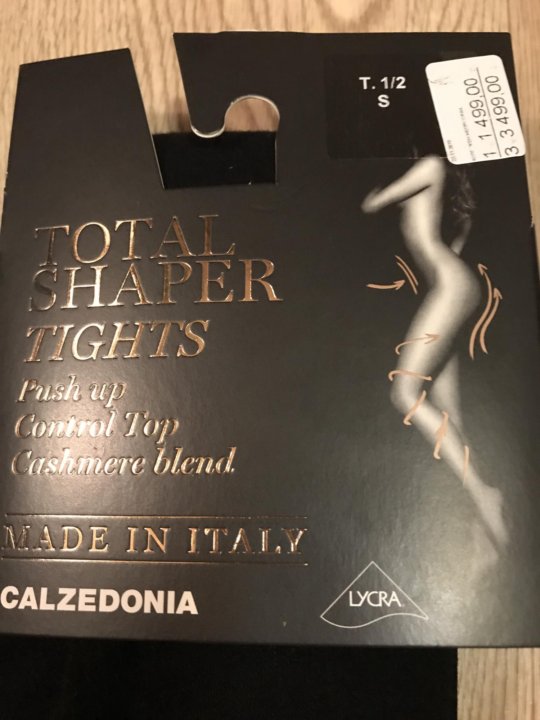 T. 1/2
S
1 1 499,00
3 3 499,00
TOTAL
SHAPER
TIGHTS
Push up
Control Top
Cashmere blend
MADE IN ITALY
CALZEDONIA
LYCRA